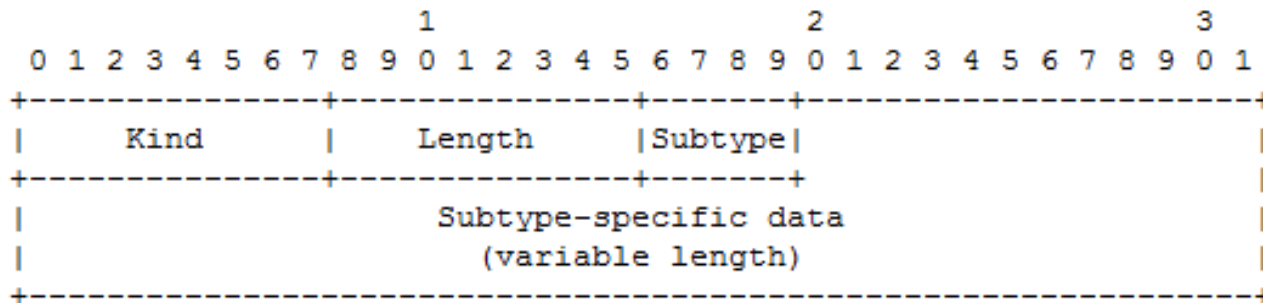 1 2 3
0 1 2 3 4 5 6 7 8 9 0 1 2 3 4 5 6 7 8 9 0 1 2 3 4 5 6 7 8 9 0 1
+---------------+---------------+-------+-----------------------+
| Kind | Length |Subtype| |
+---------------+---------------+-------+ |
| Subtype-specific data |
| (variable length) |
+---------------------------------------------------------------+